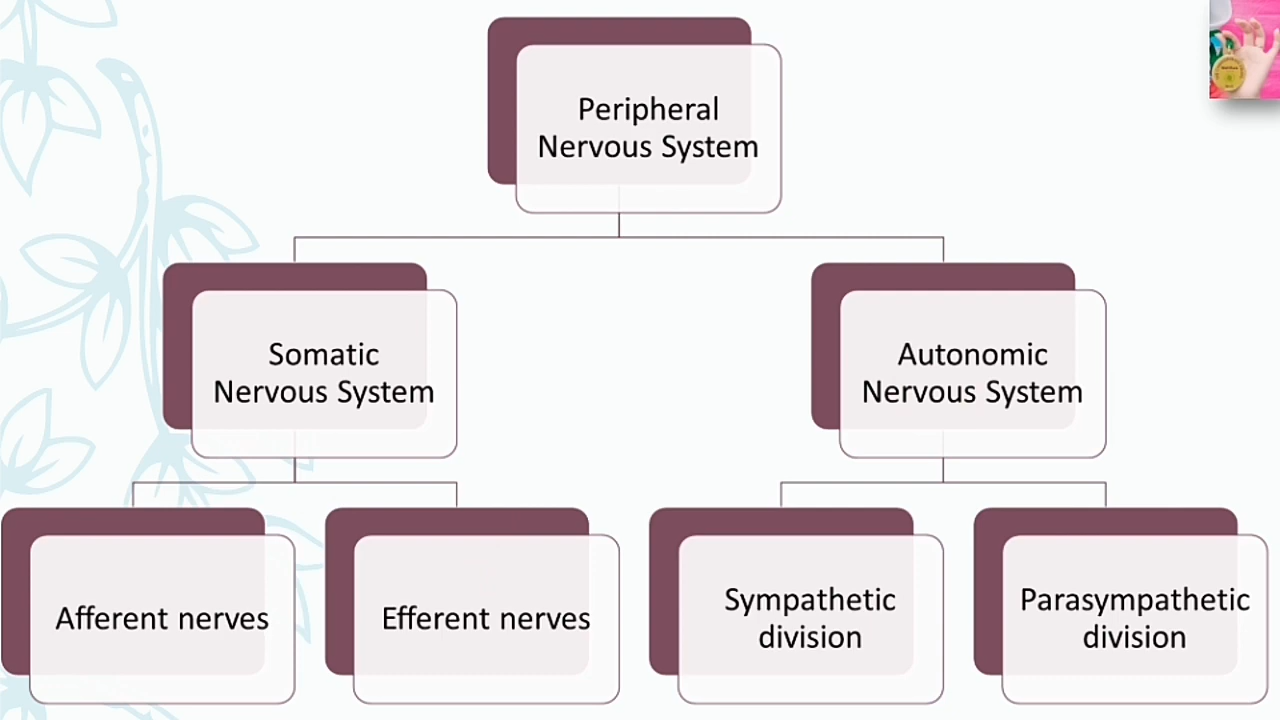 Peripheral
Nervous System
Somatic
Nervous System
Autonomic
Nervous System
Afferent nerves
Efferent nerves
Sympathetic
division
Parasympathetic
division